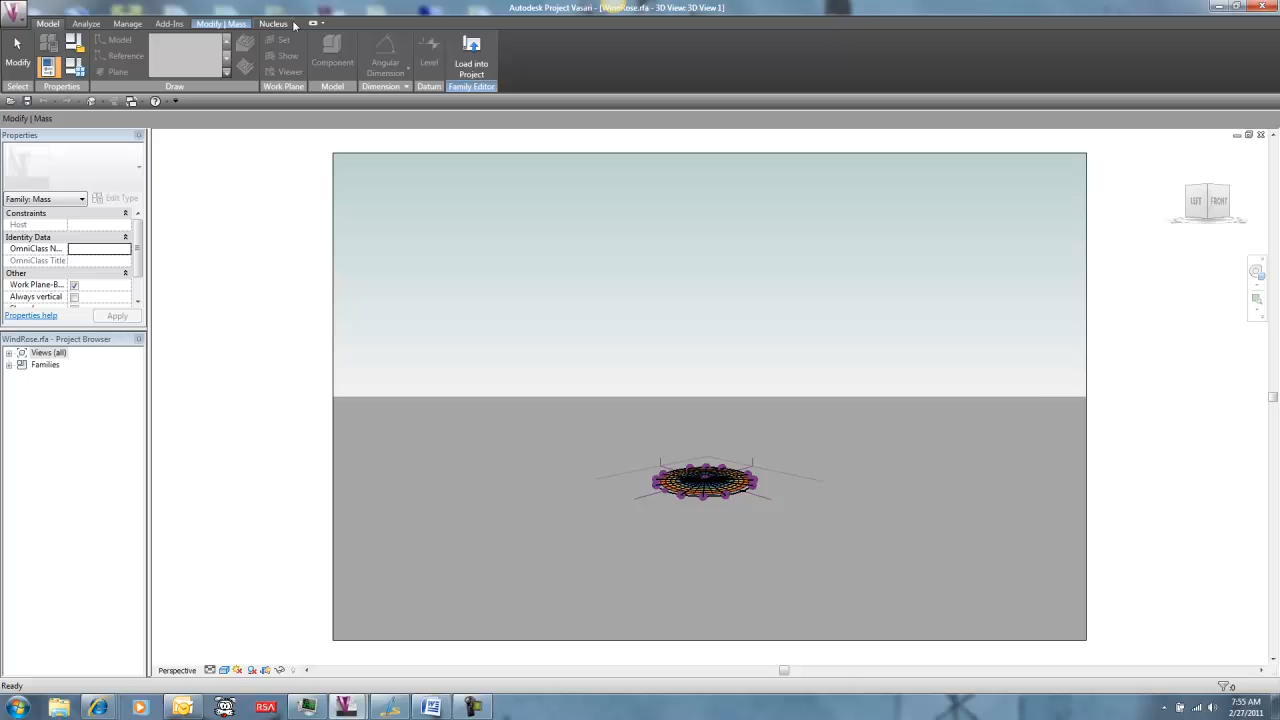 Autodesk Project Vasari - [WindRose.rfa - 3D View: 3D View 1]
Model Analyze Manage Add-Ins Modify | Mass Nucleus
Model Set
Reference Show
Plane Viewer
Modify Component Angular Dimension Level Load into Project
Select Properties Draw Work Plane Model Dimension Datum Family Editor
Modify | Mass
Properties
Family: Mass Edit Type
Constraints
Host
Identity Data
OmniClass N...
OmniClass Title
Other
Work Plane-B...
Always vertical
Properties help Apply
WindRose.rfa - Project Browser
Views (all)
Families
LEFT FRONT
Perspective
Ready
:0
RSA
7:55 AM
2/27/2011